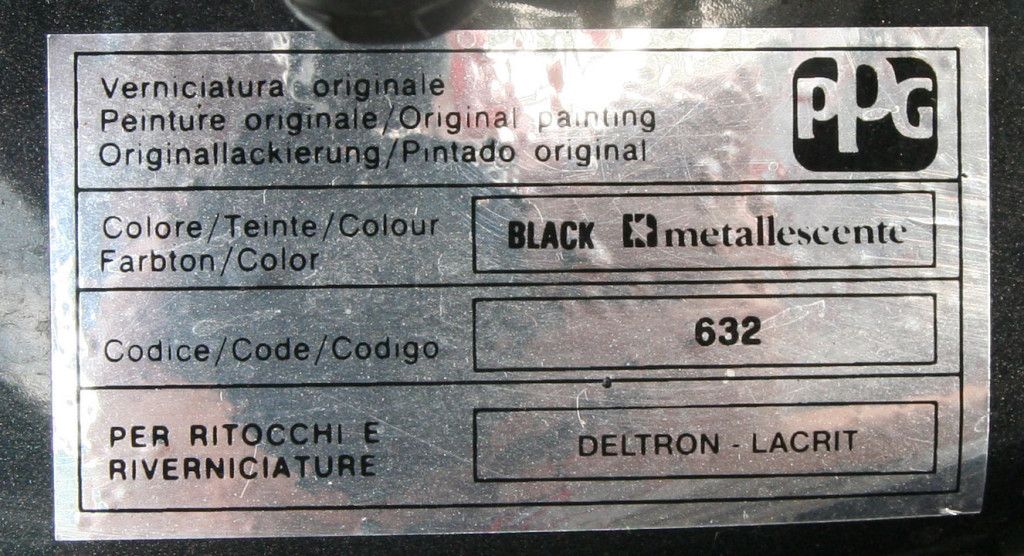 Verniciatura originale
Peinture originale/Original painting
Originallackierung/Pintado original
PPG
Colore/Teinte/Colour
Farbton/Color
BLACK metallescente
Codice/Code/Codigo
632
PER RITOCCHI E
RIVERNICIATURE
DELTRON - LACRIT